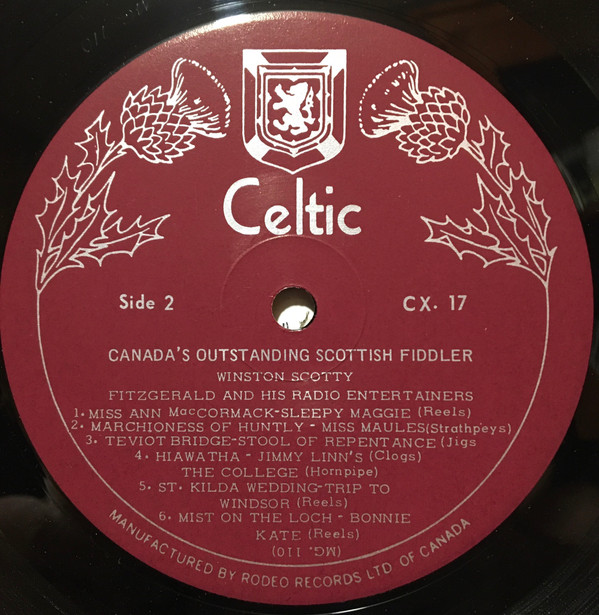 Celtic
Side 2
CX. 17
CANADA'S OUTSTANDING SCOTTISH FIDDLER
WINSTON SCOTTY
FITZGERALD AND HIS RADIO ENTERTAINERS
1. MISS ANN MacCORMACK-SLEEPY MAGGIE (Reels)
2. MARCHIONESS OF HUNTLY - MISS MAULES(Strathpeys)
3. TEVIOT BRIDGE-STOOL OF REPENTANCE (Jigs
4. HIAWATHA - JIMMY LINN'S (Clogs)
THE COLLEGE (Hornpipe)
5. ST. KILDA WEDDING-TRIP TO
WINDSOR (Reels)
6. MIST ON THE LOCH - BONNIE
KATE (Reels)
(MG. 110)
MANUFACTURED BY RODEO RECORDS LTD. OF CANADA